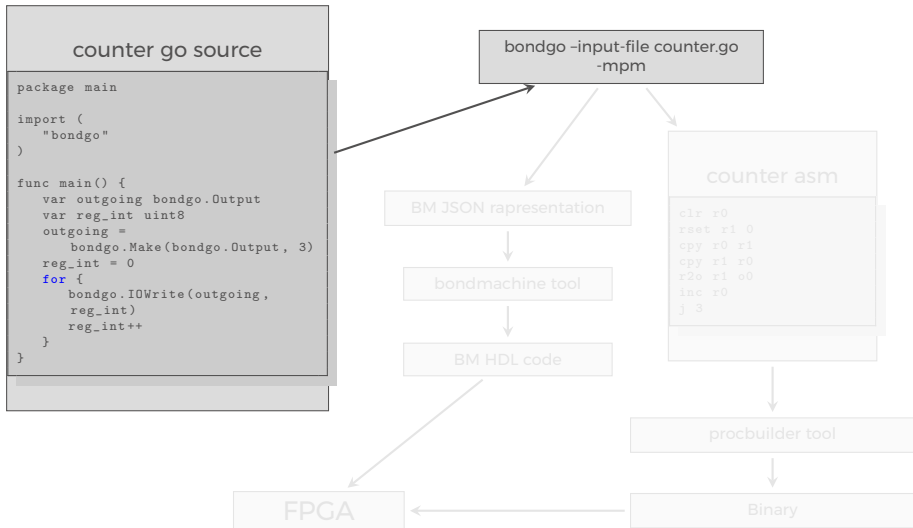 counter go source
package main
import (
"bondgo"
)
func main() {
var outgoing bondgo.Output
var reg_int uint8
outgoing =
bondgo.Make(bondgo.Output, 3)
reg_int = 0
for {
bondgo.IOWrite(outgoing,
reg_int)
reg_int++
}
}
bondgo –input-file counter.go
-mpm
BM JSON rapresentation
bondmachine tool
BM HDL code
FPGA
counter asm
clr r0
rset r1 0
cpy r0 r1
cpy r1 r0
r2o r1 o0
inc r0
j 3
procbuilder tool
Binary